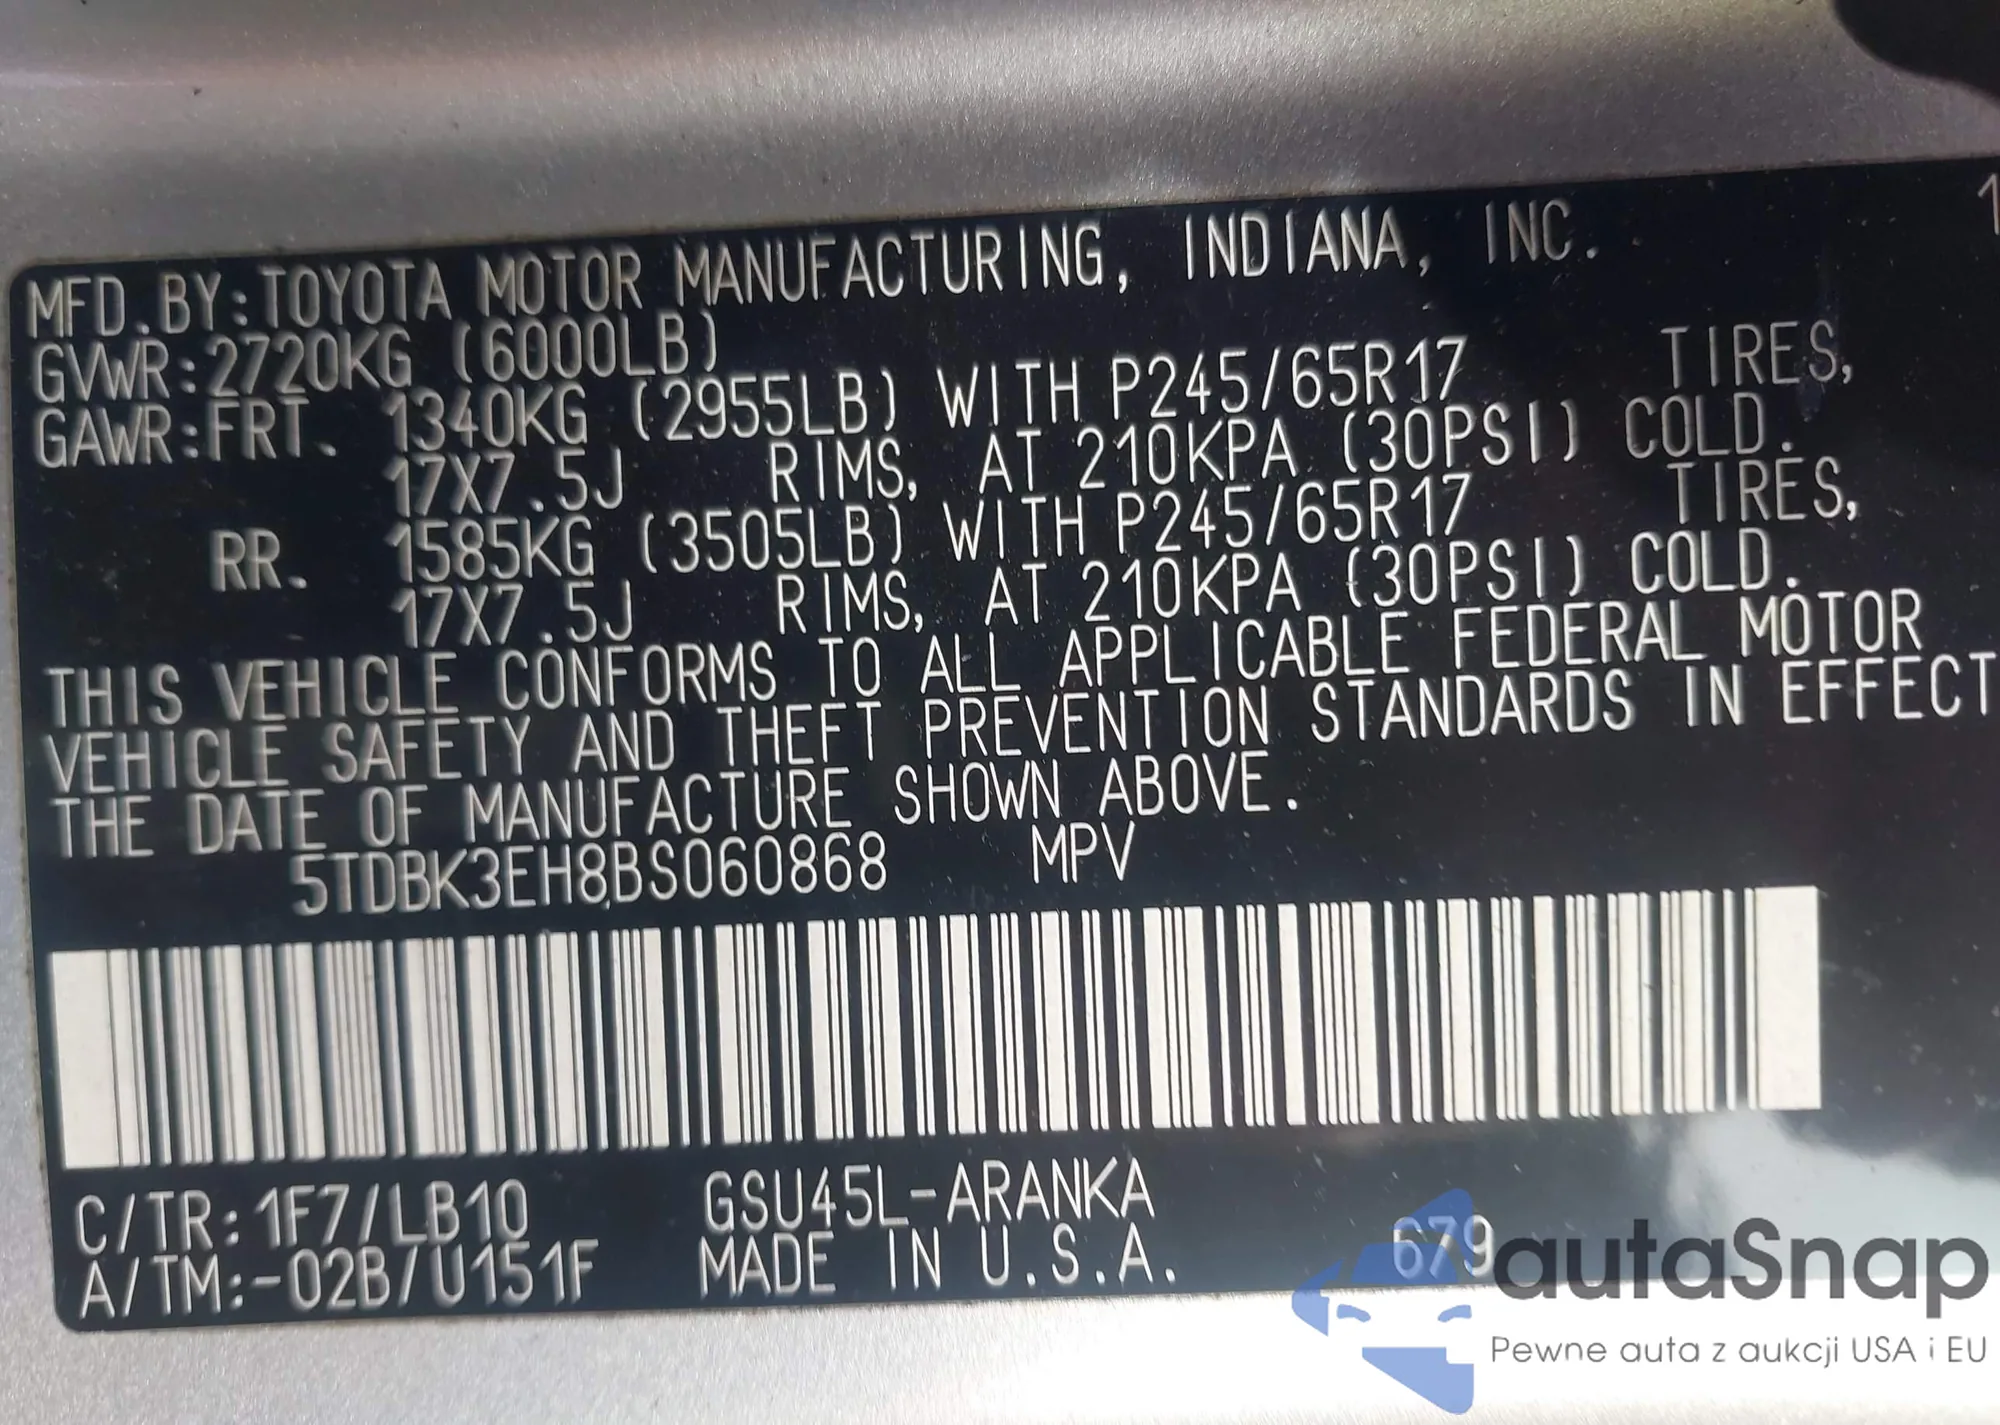 1
MFD.BY:TOYOTA MOTOR MANUFACTURING, INDIANA, INC.
GVWR:2720KG (6000LB)
GAWR:FRT. 1340KG (2955LB) WITH P245/65R17 TIRES,
17X7.5J RIMS, AT 210KPA (30PSI) COLD.
RR. 1585KG (3505LB) WITH P245/65R17 TIRES,
17X7.5J RIMS, AT 210KPA (30PSI) COLD.
THIS VEHICLE CONFORMS TO ALL APPLICABLE FEDERAL MOTOR
VEHICLE SAFETY AND THEFT PREVENTION STANDARDS IN EFFECT
THE DATE OF MANUFACTURE SHOWN ABOVE.
5TDBK3EH8BS060868 MPV
C/TR:1F7/LB10 GSU45L-ARANKA
A/TM:-02B/U151F MADE IN U.S.A. 679
autaSnap
Pewne auta z aukcji USA i EU